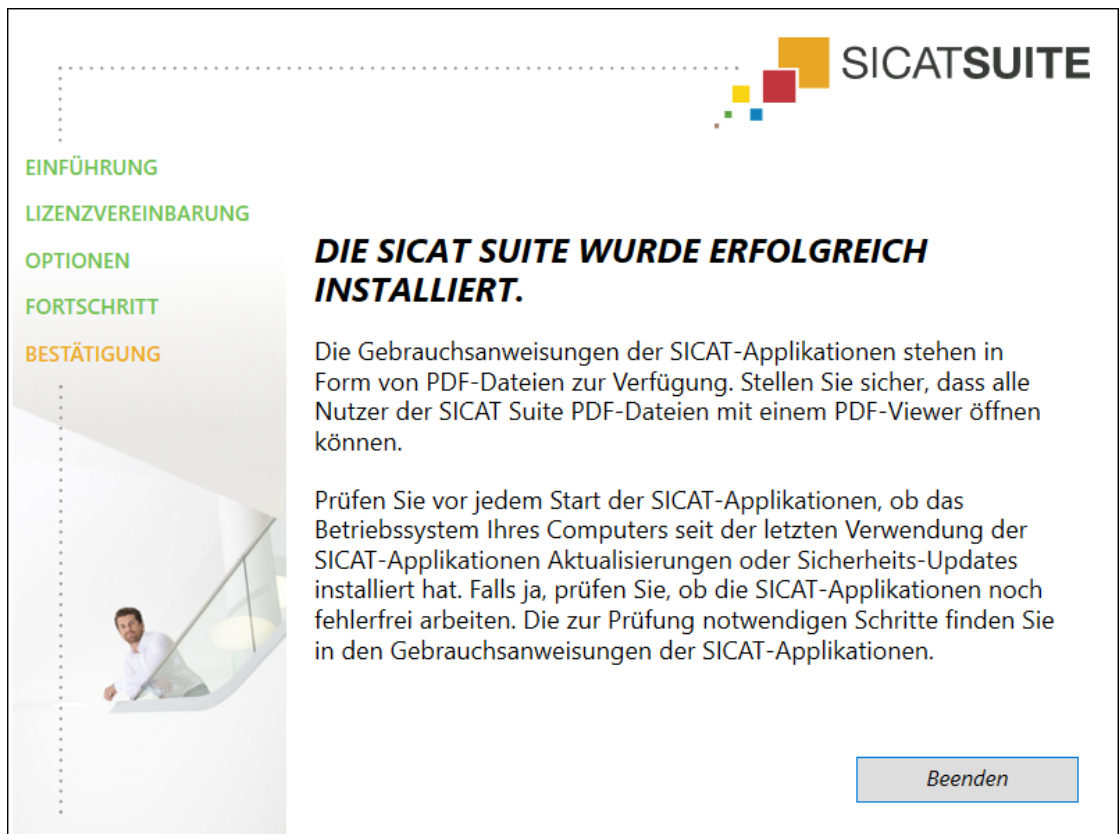 SICATSUITE
EINFÜHRUNG
LIZENZVEREINBARUNG
OPTIONEN
FORTSCHRITT
BESTÄTIGUNG
DIE SICAT SUITE WURDE ERFOLGREICH
INSTALLIERT.
Die Gebrauchsanweisungen der SICAT-Applikationen stehen in
Form von PDF-Dateien zur Verfügung. Stellen Sie sicher, dass alle
Nutzer der SICAT Suite PDF-Dateien mit einem PDF-Viewer öffnen
können.
Prüfen Sie vor jedem Start der SICAT-Applikationen, ob das
Betriebssystem Ihres Computers seit der letzten Verwendung der
SICAT-Applikationen Aktualisierungen oder Sicherheits-Updates
installiert hat. Falls ja, prüfen Sie, ob die SICAT-Applikationen noch
fehlerfrei arbeiten. Die zur Prüfung notwendigen Schritte finden Sie
in den Gebrauchsanweisungen der SICAT-Applikationen.
Beenden